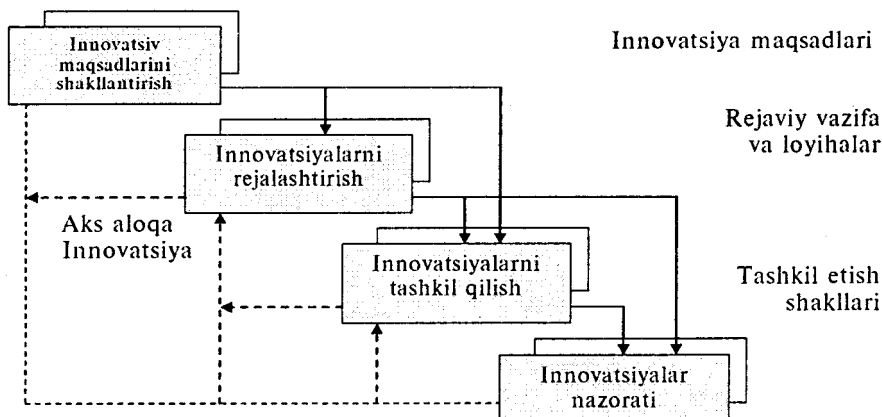 Innovatsiv
maqsadlarini
shakllantirish
Innovatsiya maqsadlari
Rejaviy vazifa
va loyihalar
Innovatsiyalarni
rejalashtirish
Aks aloqa
Innovatsiya
Innovatsiyalarni
tashkil qilish
Tashkil etish
shakllari
Innovatsiyalar
nazorati